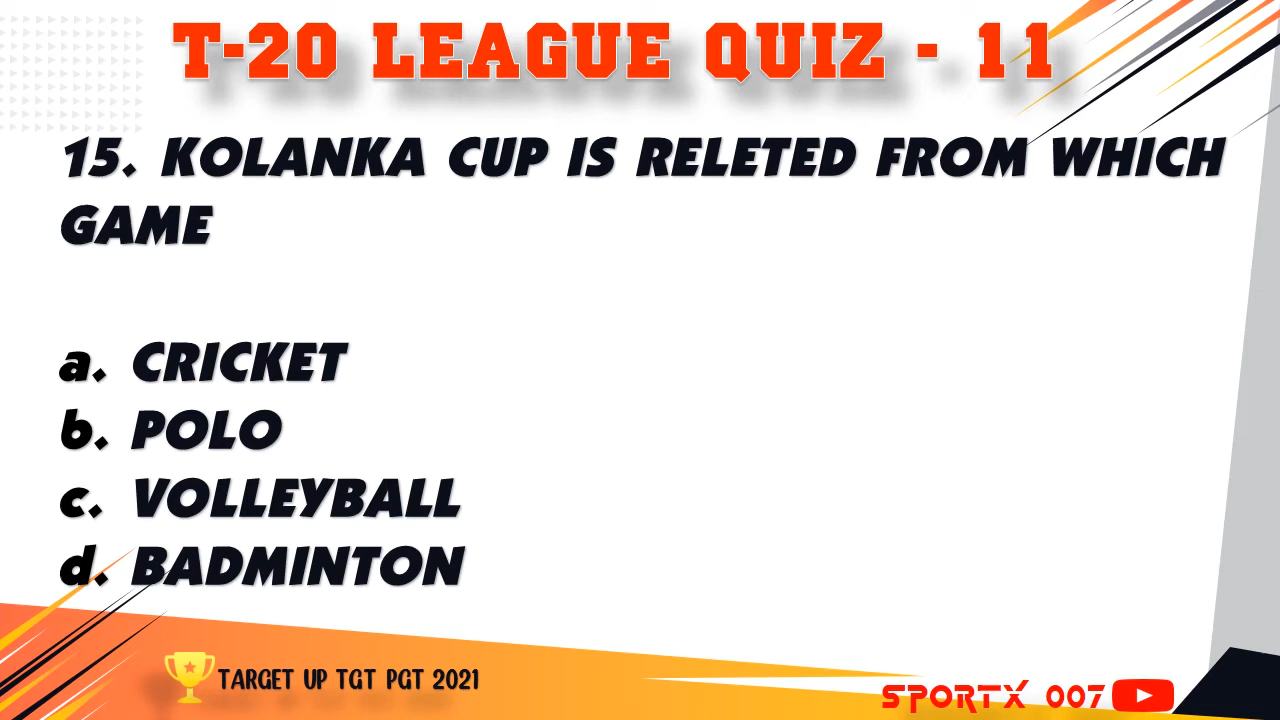 T-20 LEAGUE QUIZ - 11
15. KOLANKA CUP IS RELETED FROM WHICH
GAME
a. CRICKET
b. POLO
c. VOLLEYBALL
d. BADMINTON
TARGET UP TGT PGT 2021
SPORTX 007